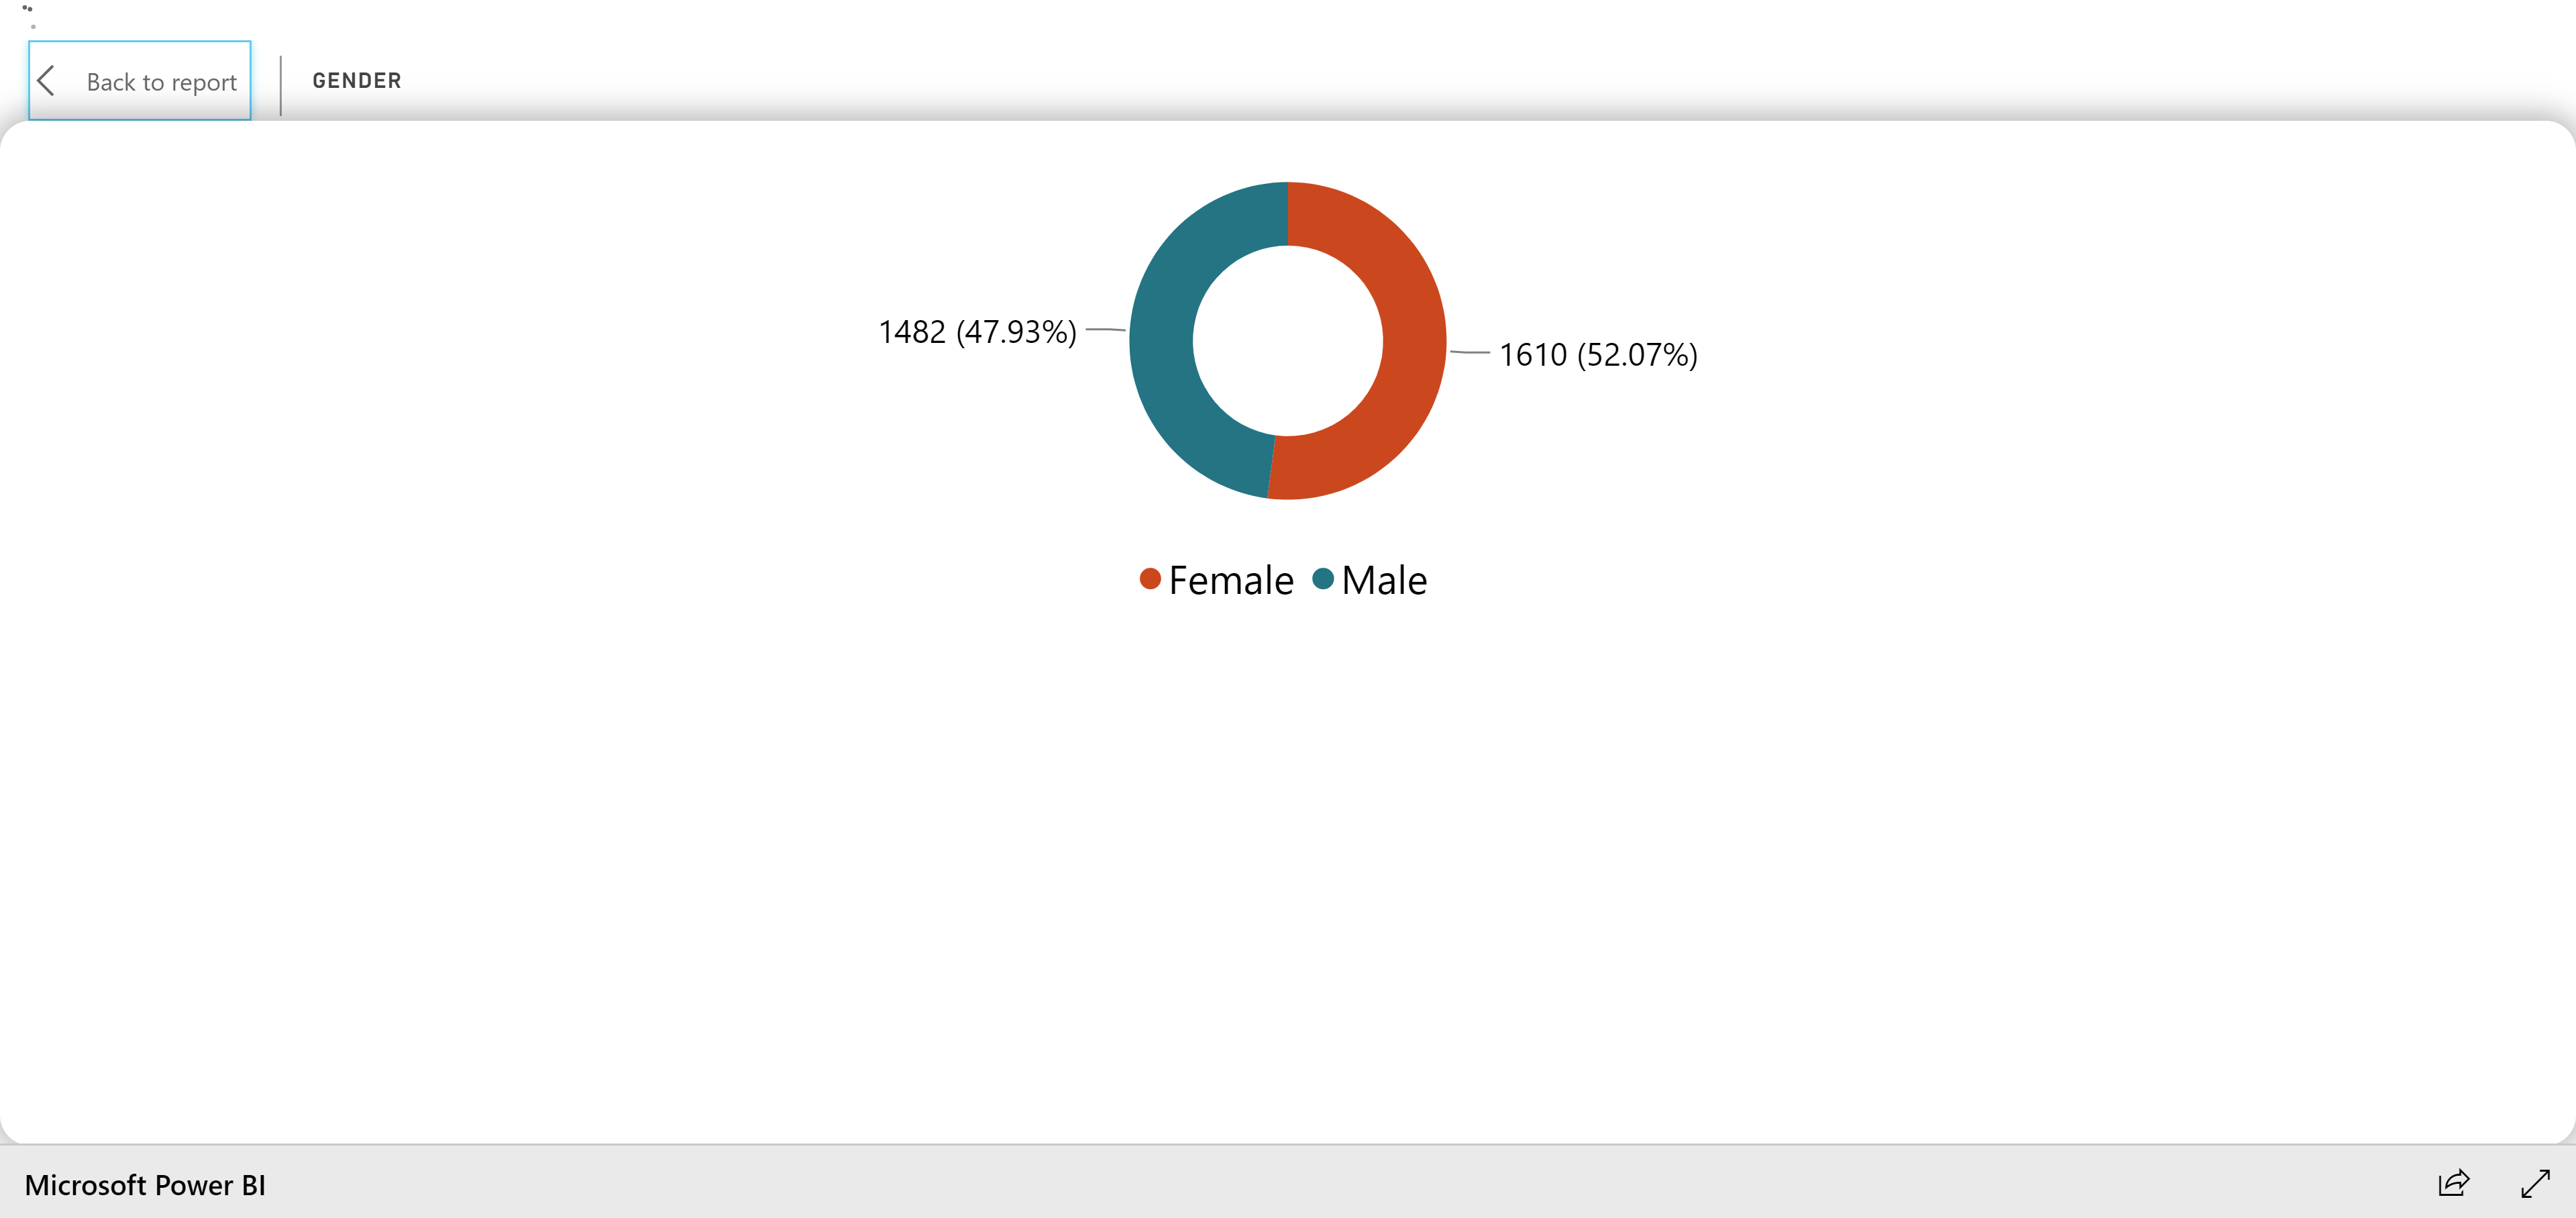 Back to report
GENDER
1482 (47.93%)
1610 (52.07%)
Female Male
Microsoft Power BI